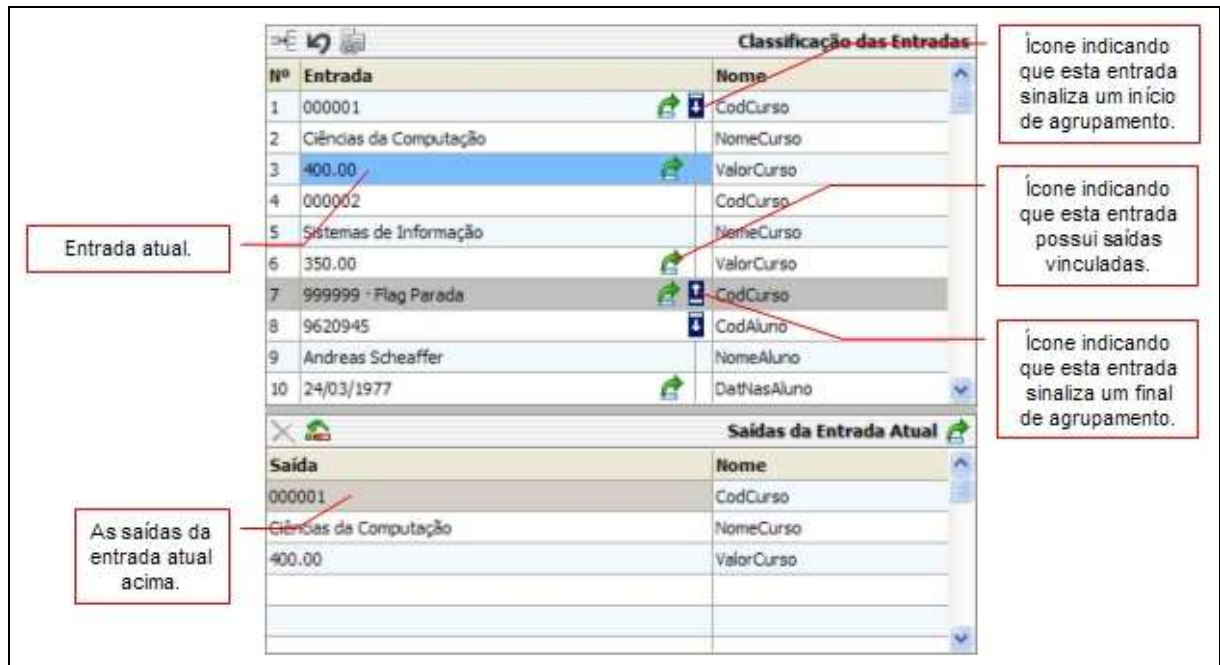 Classificação das Entradas
Nº Entrada Nome
1 000001 CodCurso
2 Ciências da Computação NomeCurso
3 400.00 ValorCurso
4 000002 CodCurso
5 Sistemas de Informação NomeCurso
6 350.00 ValorCurso
7 999999 - Flag Parada CodCurso
8 9620945 CodAluno
9 Andreas Scheaffer NomeAluno
10 24/03/1977 DatNasAluno
Saídas da Entrada Atual
Saída Nome
000001 CodCurso
Ciências da Computação NomeCurso
400.00 ValorCurso
Entrada atual.
As saídas da
entrada atual
acima.
Ícone indicando
que esta entrada
sinaliza um início
de agrupamento.
Ícone indicando
que esta entrada
possui saídas
vinculadas.
Ícone indicando
que esta entrada
sinaliza um final
de agrupamento.